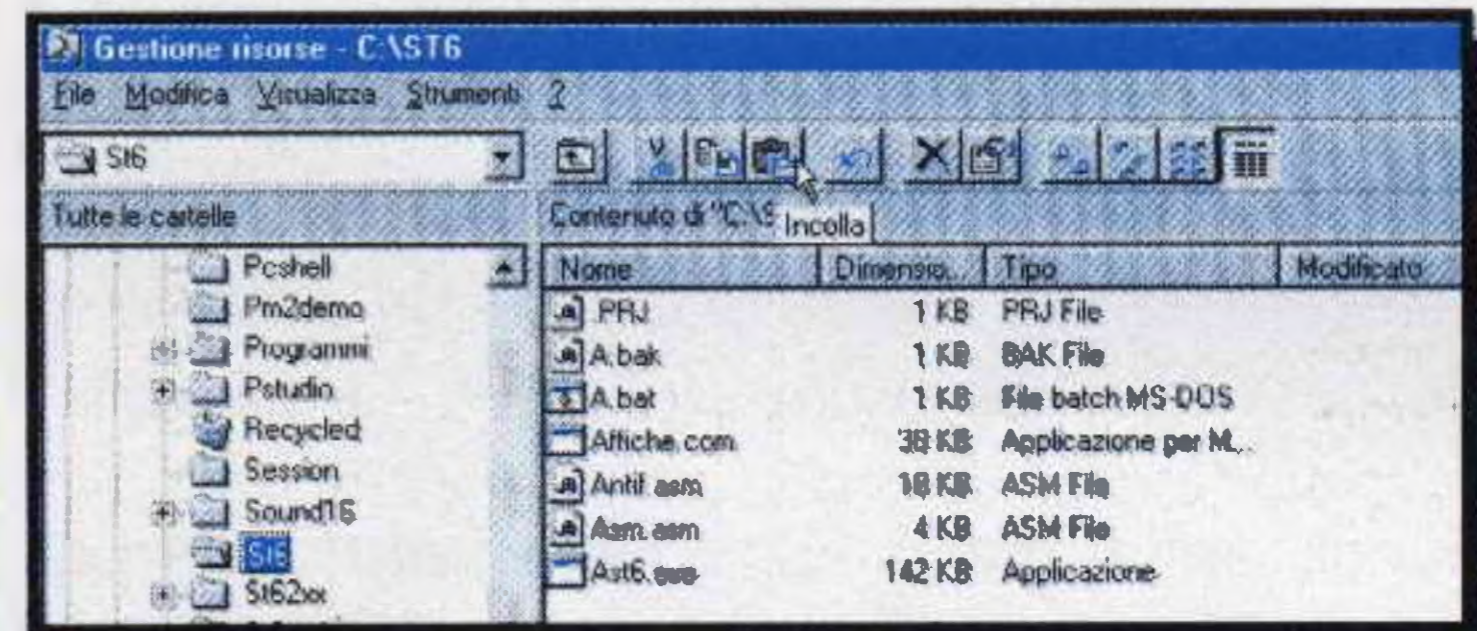 Gestione risorse - C:\ST6
File Modifica Visualizza Strumenti ?
St6
Tutte le cartelle
Contenuto di "C:\S
Incolla
Pcshell
Pm2demo
Programmi
Pstudio
Recycled
Session
Sound16
St6
St62xx
Nome Dimensio... Tipo Modificato
.PRJ 1 KB PRJ File
A.bak 1 KB BAK File
A.bat 1 KB File batch MS-DOS
Affiche.com 38 KB Applicazione per M...
Antif.asm 18 KB ASM File
Asm.asm 4 KB ASM File
Ast6.exe 142 KB Applicazione